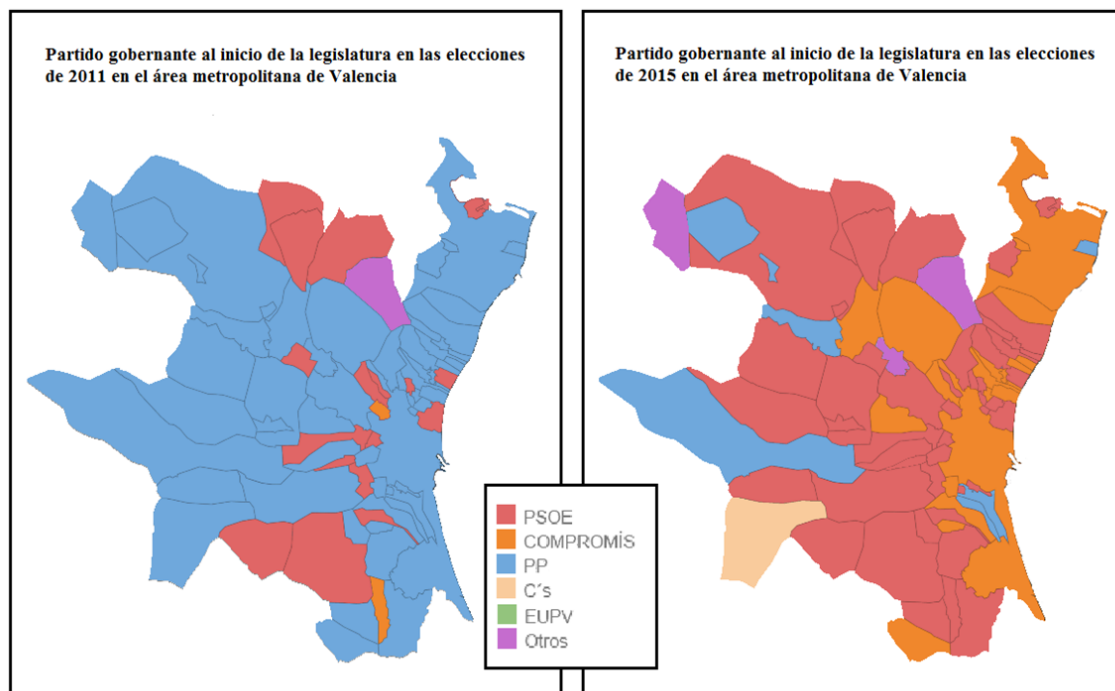 Partido gobernante al inicio de la legislatura en las elecciones
de 2011 en el área metropolitana de Valencia
Partido gobernante al inicio de la legislatura en las elecciones
de 2015 en el área metropolitana de Valencia
PSOE
COMPROMÍS
PP
C´s
EUPV
Otros